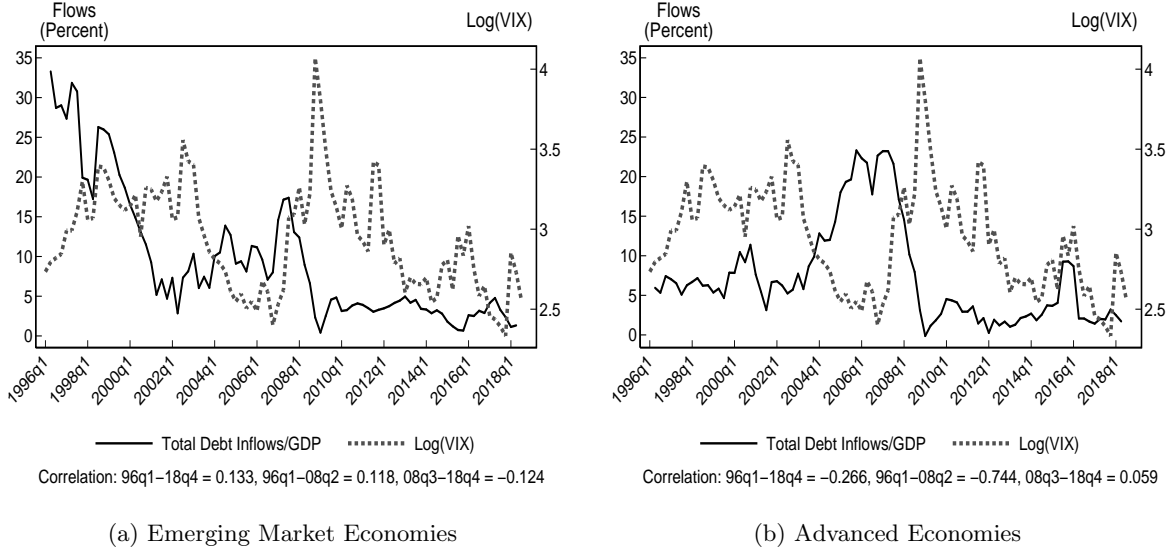 Flows
(Percent)
Log(VIX)
35
30
25
20
15
10
5
0
4
3.5
3
2.5
1996q1
1998q1
2000q1
2002q1
2004q1
2006q1
2008q1
2010q1
2012q1
2014q1
2016q1
2018q1
Total Debt Inflows/GDP
Log(VIX)
Correlation: 96q1−18q4 = 0.133, 96q1−08q2 = 0.118, 08q3−18q4 = −0.124
(a) Emerging Market Economies
Flows
(Percent)
Log(VIX)
35
30
25
20
15
10
5
0
4
3.5
3
2.5
1996q1
1998q1
2000q1
2002q1
2004q1
2006q1
2008q1
2010q1
2012q1
2014q1
2016q1
2018q1
Total Debt Inflows/GDP
Log(VIX)
Correlation: 96q1−18q4 = −0.266, 96q1−08q2 = −0.744, 08q3−18q4 = 0.059
(b) Advanced Economies